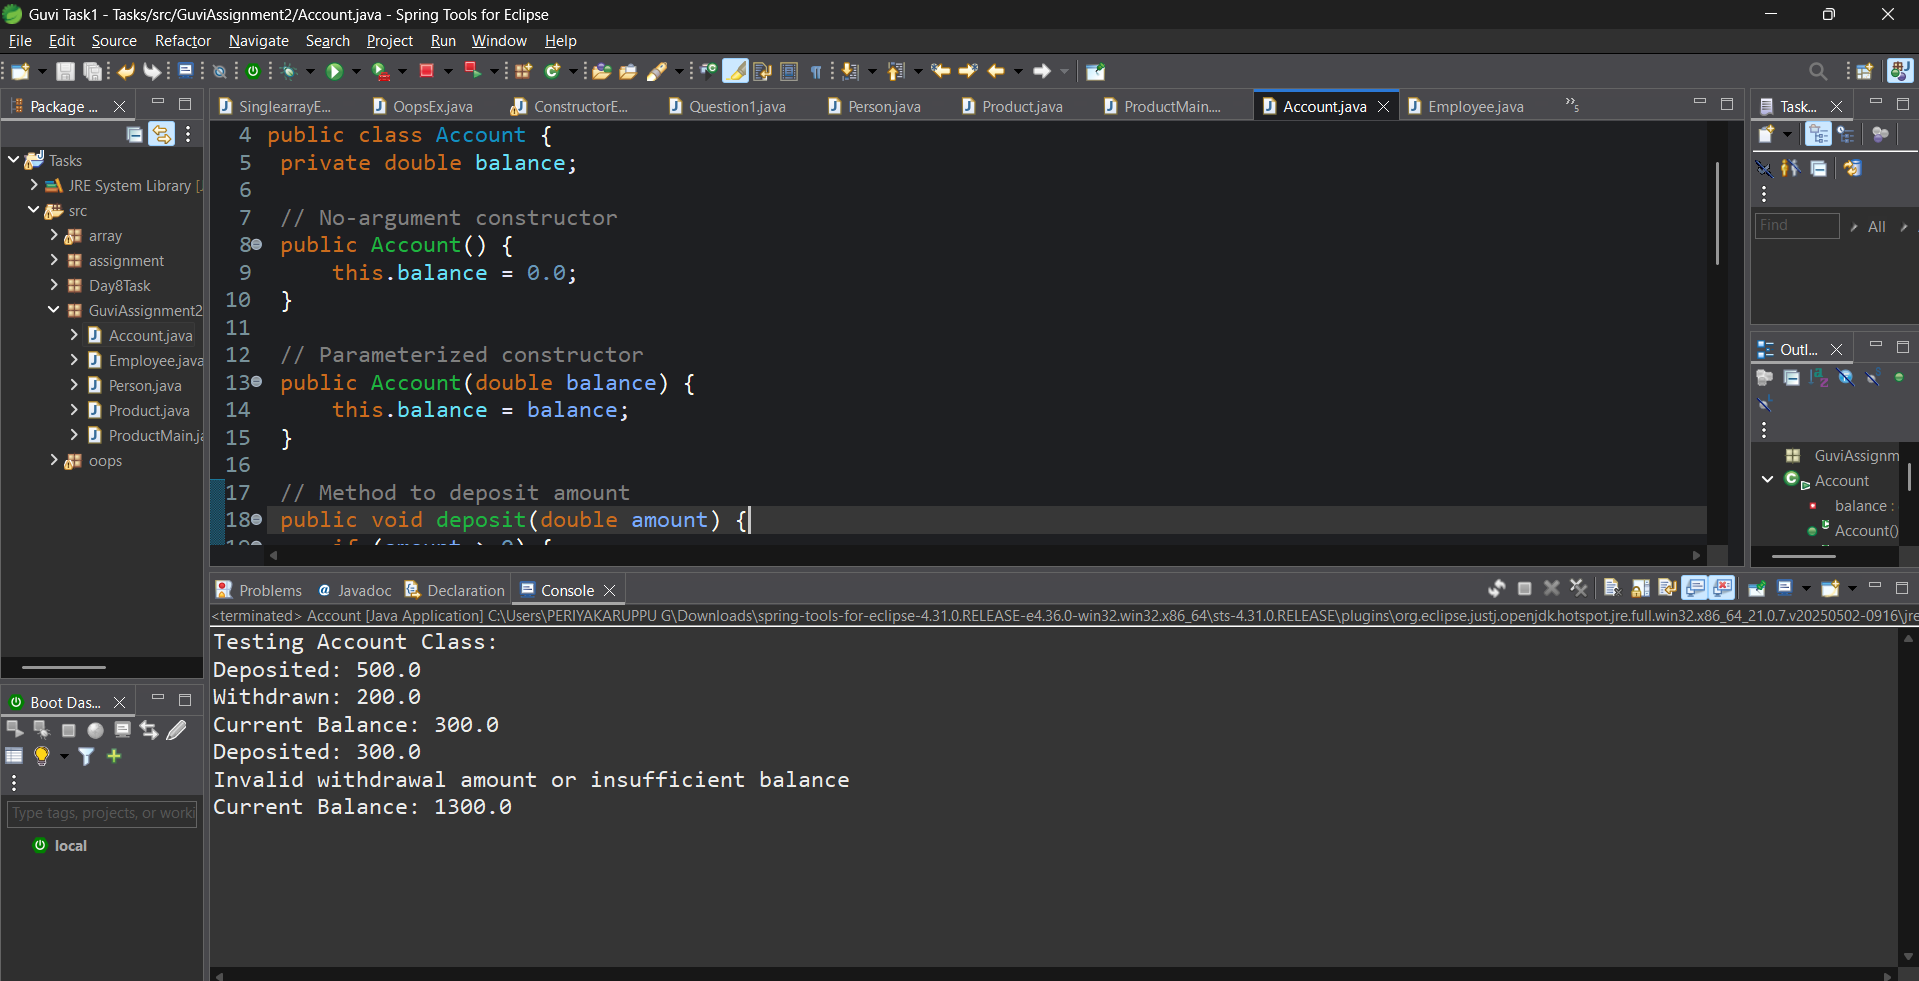 Guvi Task1 - Tasks/src/GuviAssignment2/Account.java - Spring Tools for Eclipse
File Edit Source Refactor Navigate Search Project Run Window Help
Package ...
Tasks
JRE System Library [
src
array
assignment
Day8Task
GuviAssignment2
Account.java
Employee.java
Person.java
Product.java
ProductMain.ja
oops
Boot Das...
Type tags, projects, or worki
local
SinglearrayE... OopsEx.java ConstructorE... Question1.java Person.java Product.java ProductMain.... Account.java Employee.java »5
4 public class Account {
5 private double balance;
6
7 // No-argument constructor
8 public Account() {
9 this.balance = 0.0;
10 }
11
12 // Parameterized constructor
13 public Account(double balance) {
14 this.balance = balance;
15 }
16
17 // Method to deposit amount
18 public void deposit(double amount) {
19 if (amount > 0) {
Problems Javadoc Declaration Console
<terminated> Account [Java Application] C:\Users\PERIYAKARUPPU G\Downloads\spring-tools-for-eclipse-4.31.0.RELEASE-e4.36.0-win32.win32.x86_64\sts-4.31.0.RELEASE\plugins\org.eclipse.justj.openjdk.hotspot.jre.full.win32.x86_64_21.0.7.v20250502-0916\jre
Testing Account Class:
Deposited: 500.0
Withdrawn: 200.0
Current Balance: 300.0
Deposited: 300.0
Invalid withdrawal amount or insufficient balance
Current Balance: 1300.0
Task...
Find All
Outl...
GuviAssignm
Account
balance :
Account()